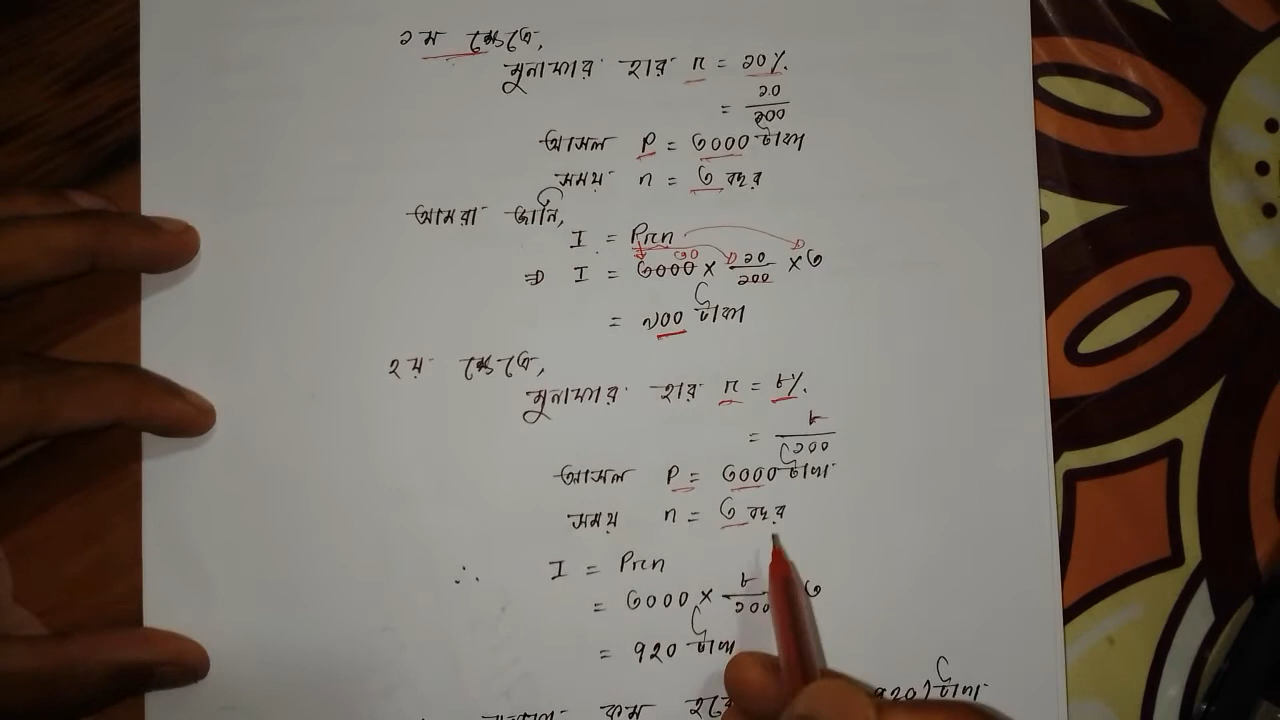 ১ম ক্ষেত্রে,
মুনাফার হার r = ১০%
= ১০/১০০
আসল P = ৩০০০ টাকা
সময় n = ৩ বছর
আমরা জানি,
I = Prn
⇒ I = ৩০০০ × ১০/১০০ × ৩
= ৯০০ টাকা
২য় ক্ষেত্রে,
মুনাফার হার r = ৮%
= ৮/১০০
আসল P = ৩০০০ টাকা
সময় n = ৩ বছর
∴ I = Prn
= ৩০০০ × ৮/১০০ ৩
= ৭২০ টাকা
কম ৭২০) টাকা